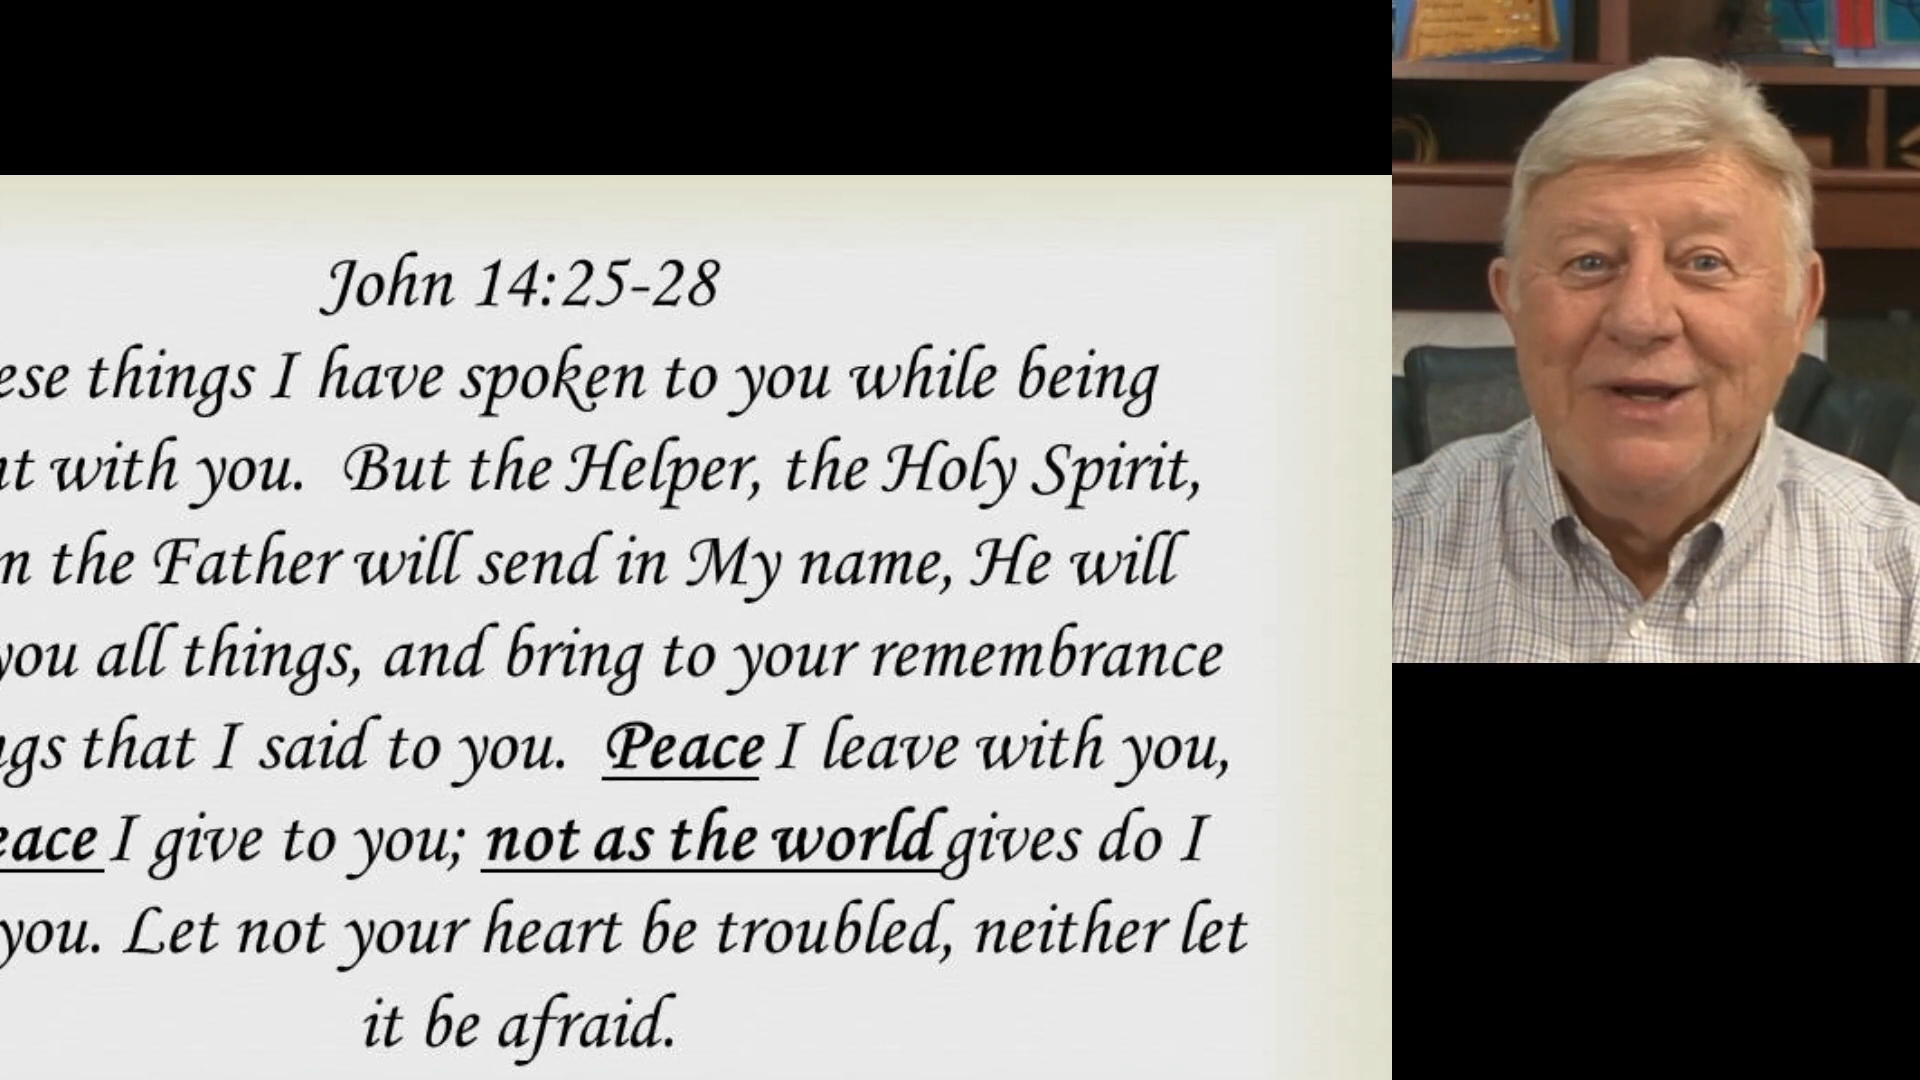 John 14:25-28
ese things I have spoken to you while being
nt with you. But the Helper, the Holy Spirit,
m the Father will send in My name, He will
you all things, and bring to your remembrance
ngs that I said to you. Peace I leave with you,
eace I give to you; not as the world gives do I
you. Let not your heart be troubled, neither let
it be afraid.